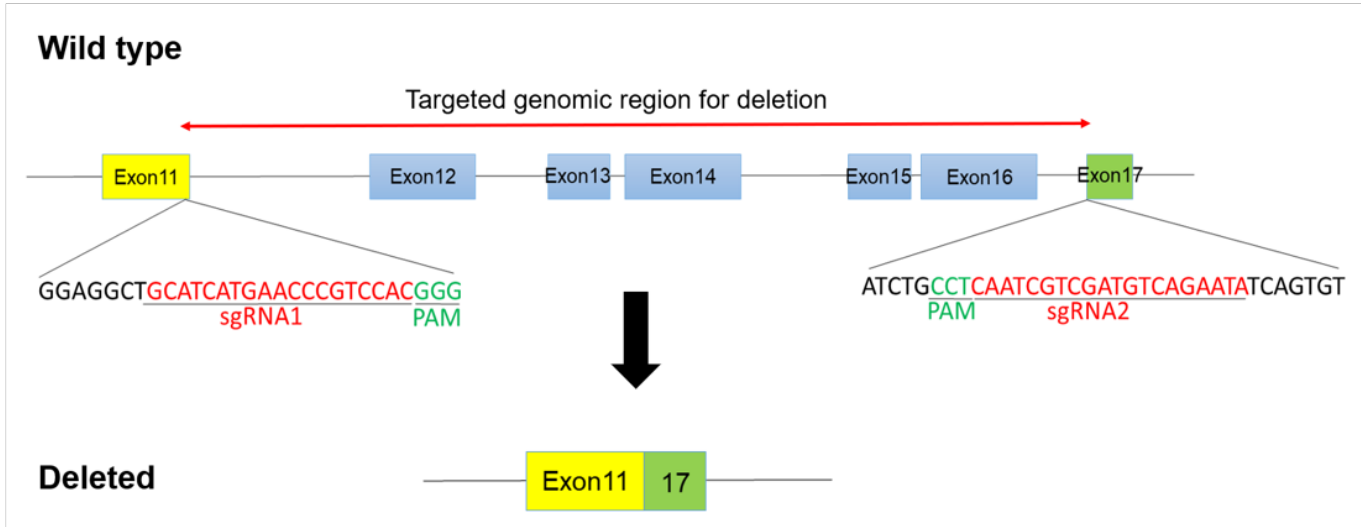 Wild type
Targeted genomic region for deletion
Exon11 Exon12 Exon13 Exon14 Exon15 Exon16 Exon17
GGAGGCTGCATCATGAACCCGTCCACGGG ATCTGCCTCAATCGTCGATGTCAGAATATCAGTGT
sgRNA1 PAM PAM sgRNA2
Deleted Exon11 17